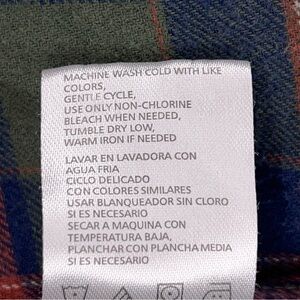 MACHINE WASH COLD WITH LIKE
COLORS,
GENTLE CYCLE,
USE ONLY NON-CHLORINE
BLEACH WHEN NEEDED,
TUMBLE DRY LOW,
WARM IRON IF NEEDED
LAVAR EN LAVADORA CON
AGUA FRIA
CICLO DELICADO
CON COLORES SIMILARES
USAR BLANQUEADOR SIN CLORO
SI ES NECESARIO
SECAR A MAQUINA CON
TEMPERATURA BAJA,
PLANCHAR CON PLANCHA MEDIA
SI ES NECESARIO